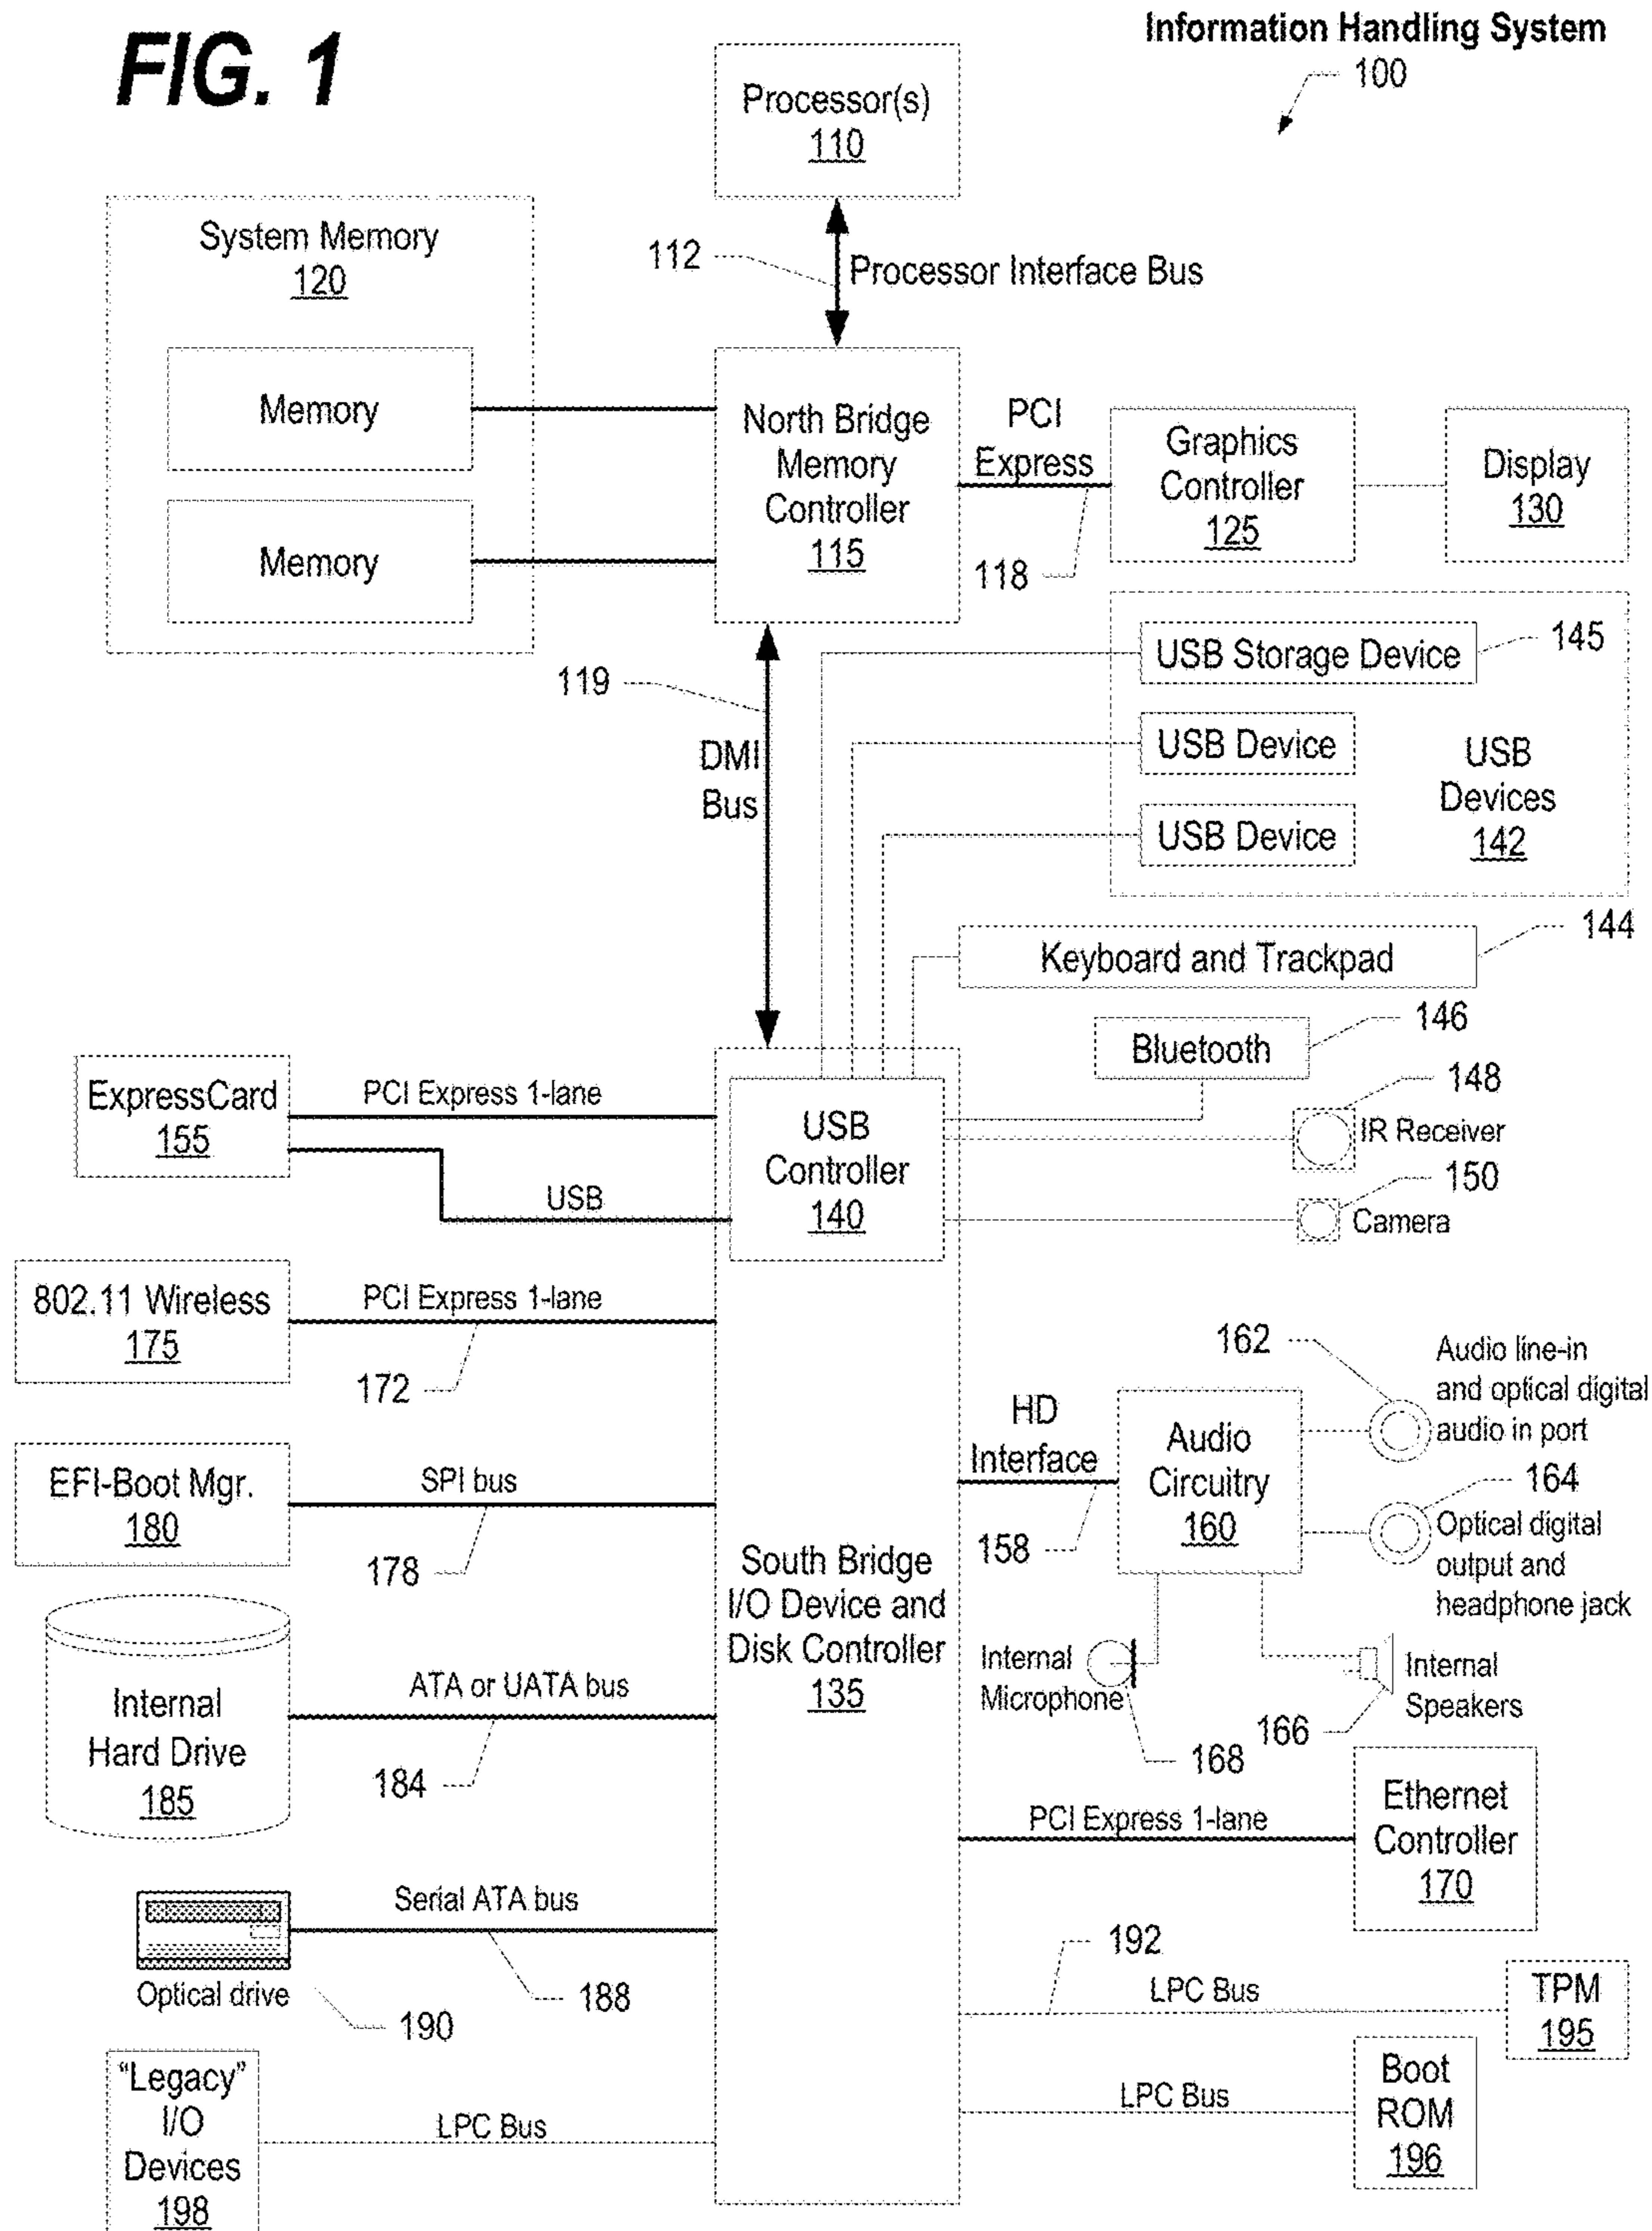 FIG. 1
Information Handling System
100
Processor(s)
110
System Memory
120
112
Processor Interface Bus
Memory
Memory
North Bridge
Memory
Controller
115
PCI
Express
118
Graphics
Controller
125
Display
130
119
DMI
Bus
USB Storage Device
145
USB Device
USB Device
USB
Devices
142
144
Keyboard and Trackpad
146
Bluetooth
148
IR Receiver
150
Camera
ExpressCard
155
PCI Express 1-lane
USB
USB
Controller
140
802.11 Wireless
175
PCI Express 1-lane
172
162
Audio line-in
and optical digital
audio in port
HD
Interface
158
Audio
Circuitry
160
164
Optical digital
output and
headphone jack
EFI-Boot Mgr.
180
SPI bus
178
South Bridge
I/O Device and
Disk Controller
135
Internal
Microphone
168
Internal
Speakers
166
Internal
Hard Drive
185
ATA or UATA bus
184
PCI Express 1-lane
Ethernet
Controller
170
Serial ATA bus
188
Optical drive
190
192
LPC Bus
TPM
195
"Legacy"
I/O
Devices
198
LPC Bus
LPC Bus
Boot
ROM
196